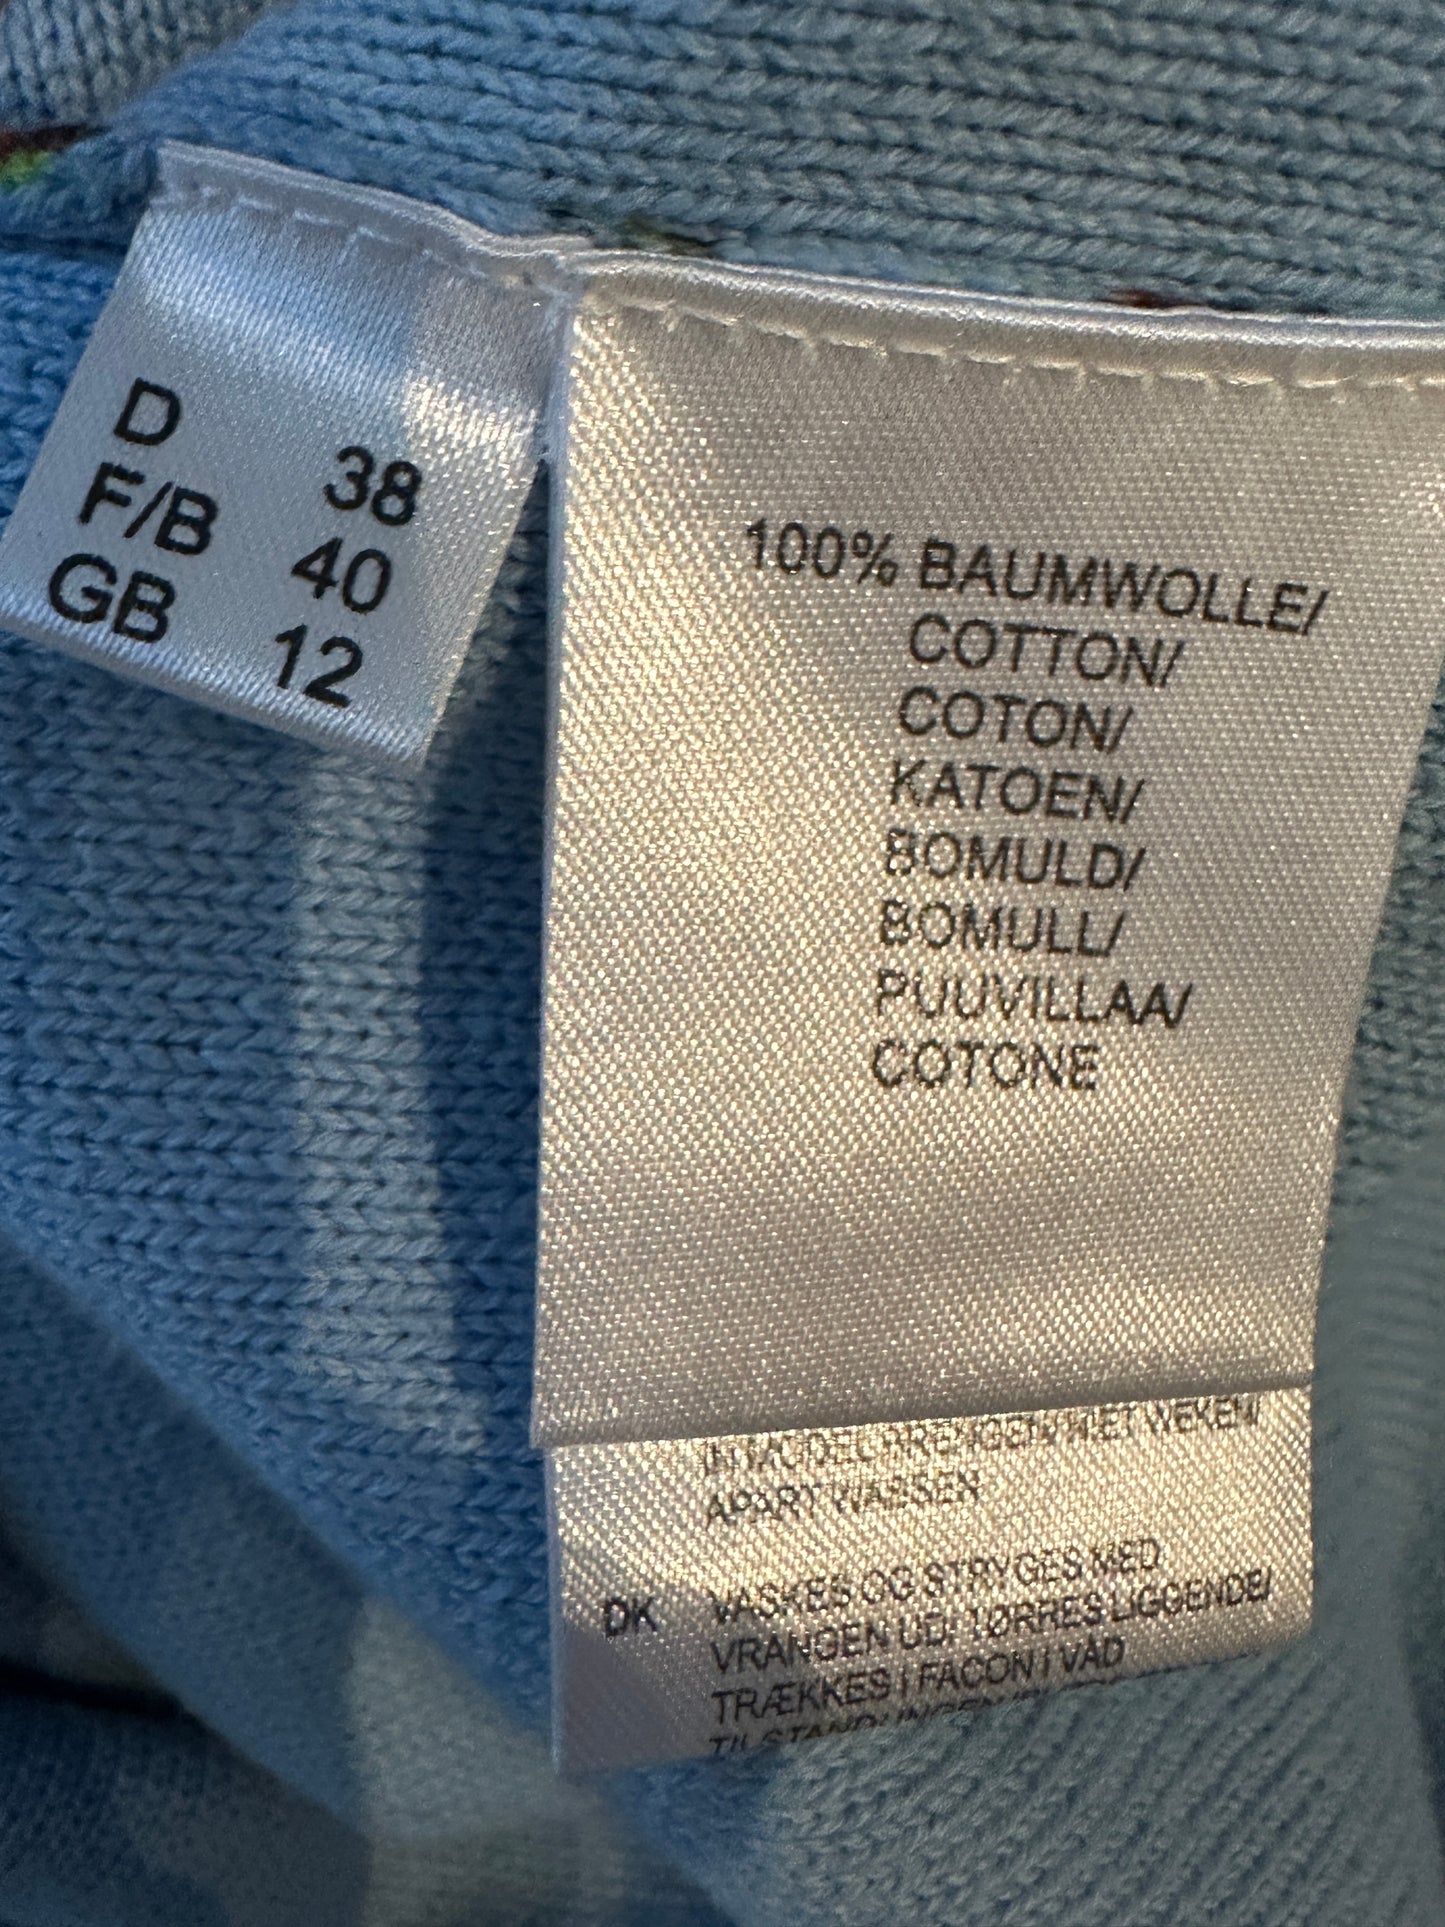 D 38
F/B 40
GB 12
100% BAUMWOLLE/
COTTON/
COTON/
KATOEN/
BOMULD/
BOMULL/
PUUVILLAA/
COTONE
WEKEN/
APART WASSEN
DK VASKES OG STRYGES MED
VRANGEN UD/ TØRRES LIGGENDE/
TRÆKKES I FACON I VÅD